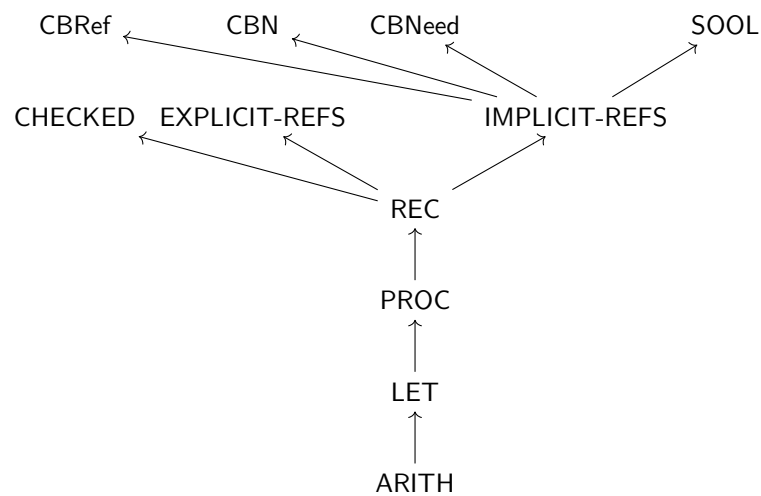 CBRef CBN CBNeed SOOL
CHECKED EXPLICIT-REFS IMPLICIT-REFS
REC
PROC
LET
ARITH